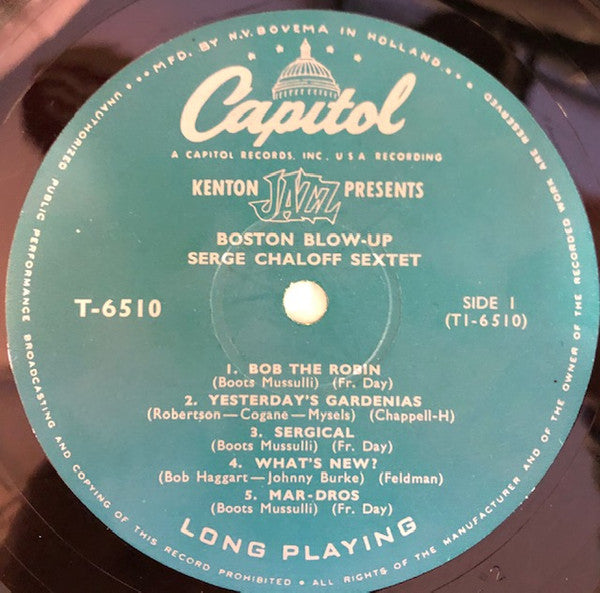 • • • MFD. BY N.V. BOVEMA IN HOLLAND. • • •
Capitol
A CAPITOL RECORDS, INC., U S A RECORDING
KENTON JAZZ PRESENTS
BOSTON BLOW-UP
SERGE CHALOFF SEXTET
T-6510
SIDE 1
(T1-6510)
1. BOB THE ROBIN
(Boots Mussulli) (Fr. Day)
2. YESTERDAY'S GARDENIAS
(Robertson—Cogane—Mysels) (Chappell-H)
3. SERGICAL
(Boots Mussulli) (Fr. Day)
4. WHAT'S NEW?
(Bob Haggart—Johnny Burke) (Feldman)
5. MAR-DROS
(Boots Mussulli) (Fr. Day)
LONG PLAYING
UNAUTHORIZED PUBLIC PERFORMANCE BROADCASTING AND COPYING OF THIS RECORD PROHIBITED • ALL RIGHTS OF THE MANUFACTURER AND OF THE OWNER OF THE RECORDED WORK ARE RESERVED
2